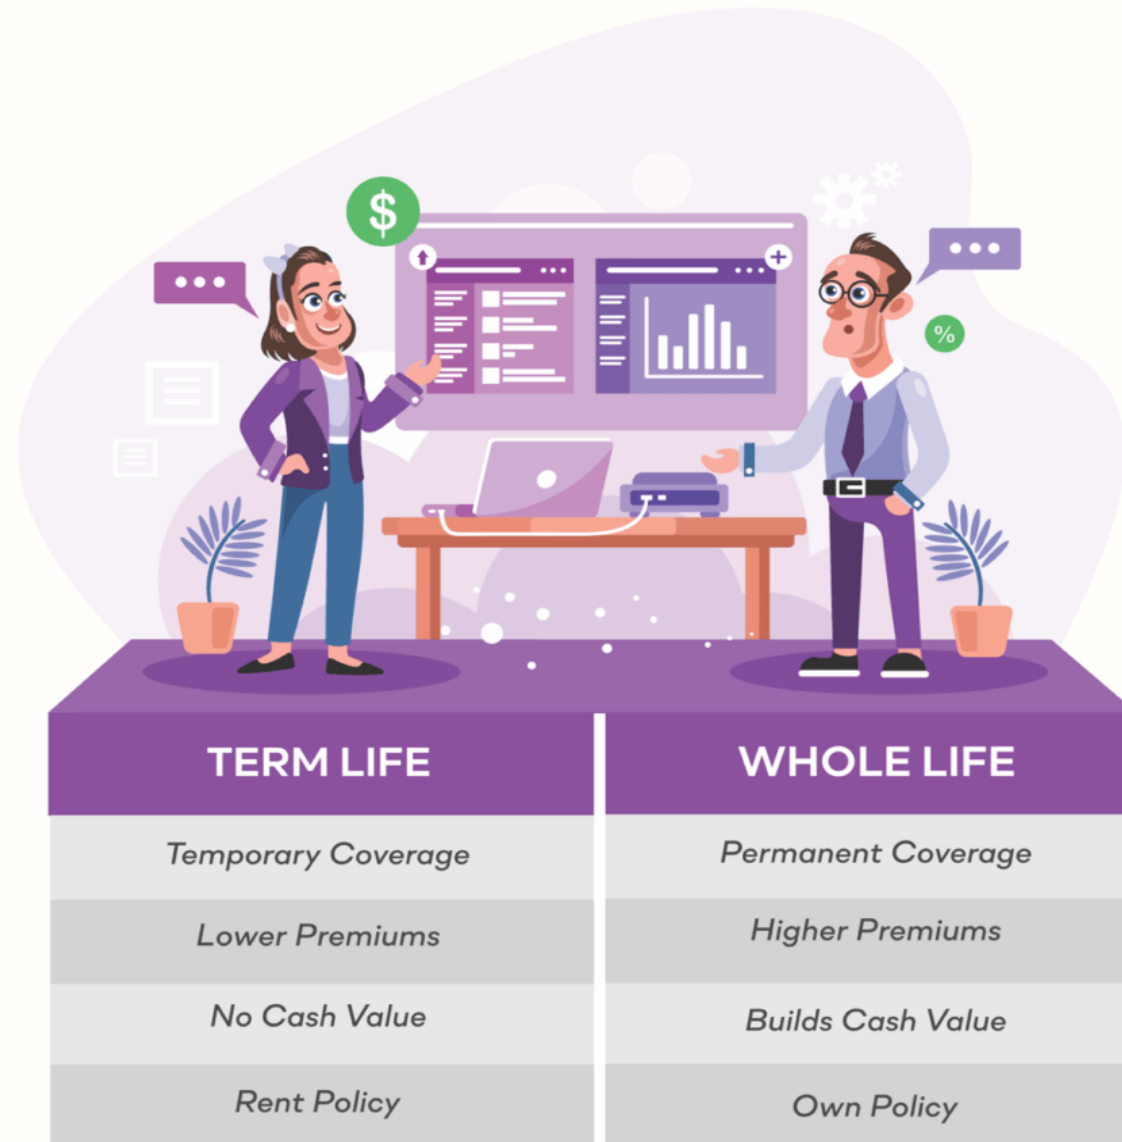 $
%
TERM LIFE
WHOLE LIFE
Temporary Coverage
Permanent Coverage
Lower Premiums
Higher Premiums
No Cash Value
Builds Cash Value
Rent Policy
Own Policy